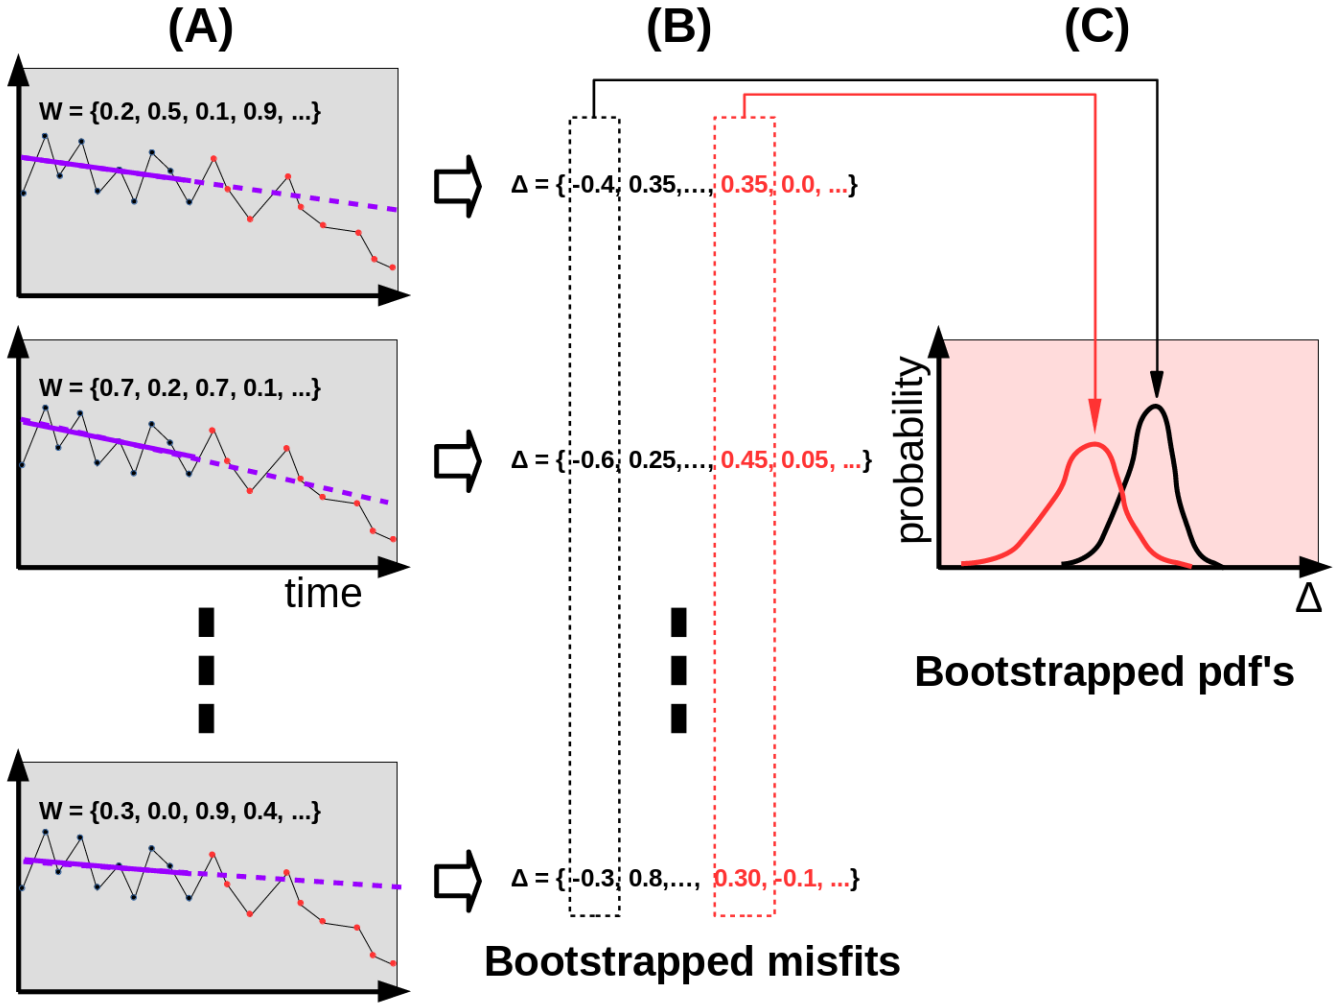 (A)
(B)
(C)
W = {0.2, 0.5, 0.1, 0.9, ...}
Δ = { -0.4, 0.35,…, 0.35, 0.0, ...}
W = {0.7, 0.2, 0.7, 0.1, ...}
Δ = { -0.6, 0.25,…, 0.45, 0.05, ...}
probability
time
Δ
Bootstrapped pdf's
W = {0.3, 0.0, 0.9, 0.4, ...}
Δ = { -0.3, 0.8,…, 0.30, -0.1, ...}
Bootstrapped misfits